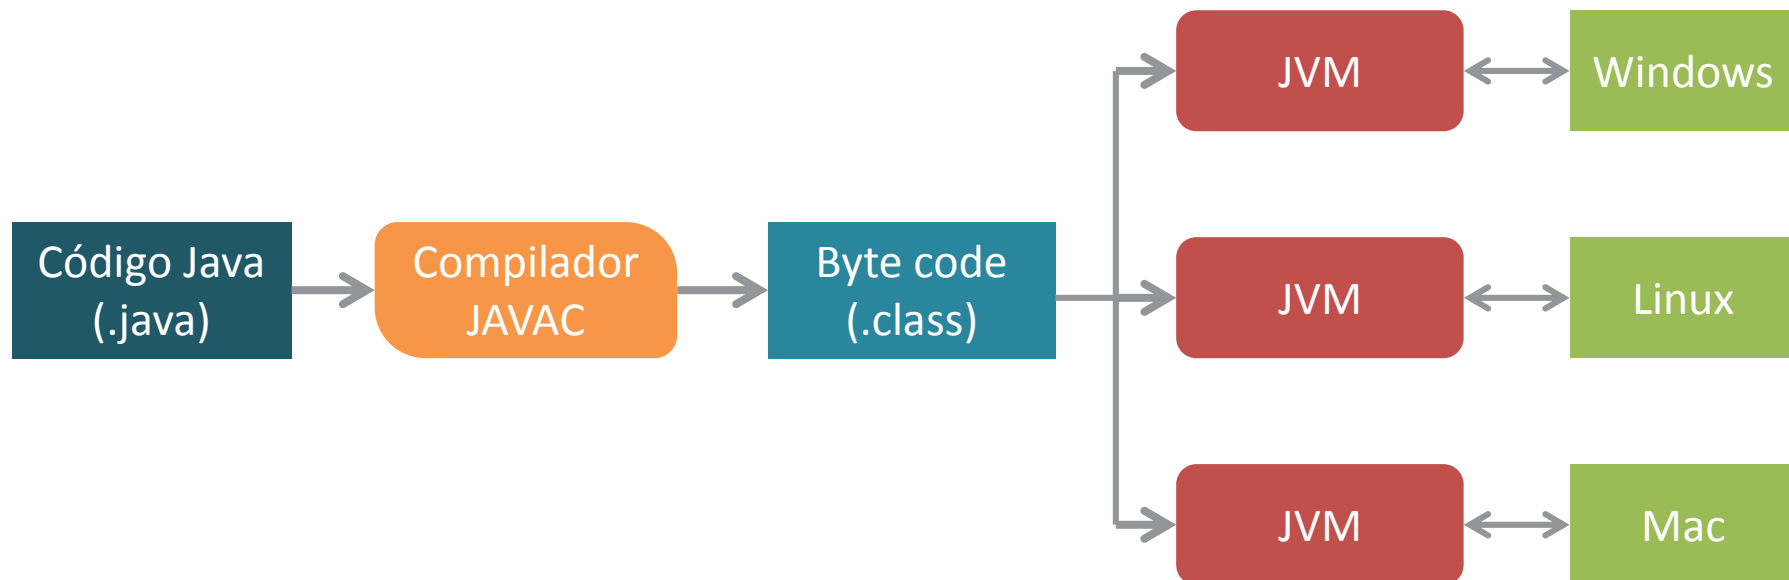 Código Java
(.java)
Compilador
JAVAC
Byte code
(.class)
JVM
Windows
JVM
Linux
JVM
Mac